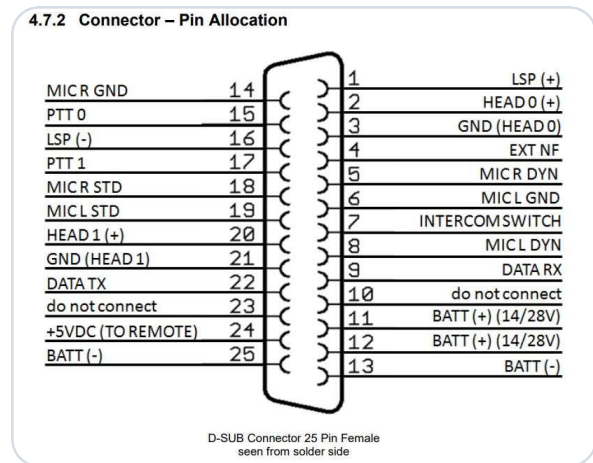 4.7.2 Connector – Pin Allocation
MIC R GND 14
PTT 0 15
LSP (-) 16
PTT 1 17
MIC R STD 18
MIC L STD 19
HEAD 1 (+) 20
GND (HEAD 1) 21
DATA TX 22
do not connect 23
+5VDC (TO REMOTE) 24
BATT (-) 25
1 LSP (+)
2 HEAD 0 (+)
3 GND (HEAD 0)
4 EXT NF
5 MIC R DYN
6 MIC L GND
7 INTERCOM SWITCH
8 MIC L DYN
9 DATA RX
10 do not connect
11 BATT (+) (14/28V)
12 BATT (+) (14/28V)
13 BATT (-)
D-SUB Connector 25 Pin Female
seen from solder side